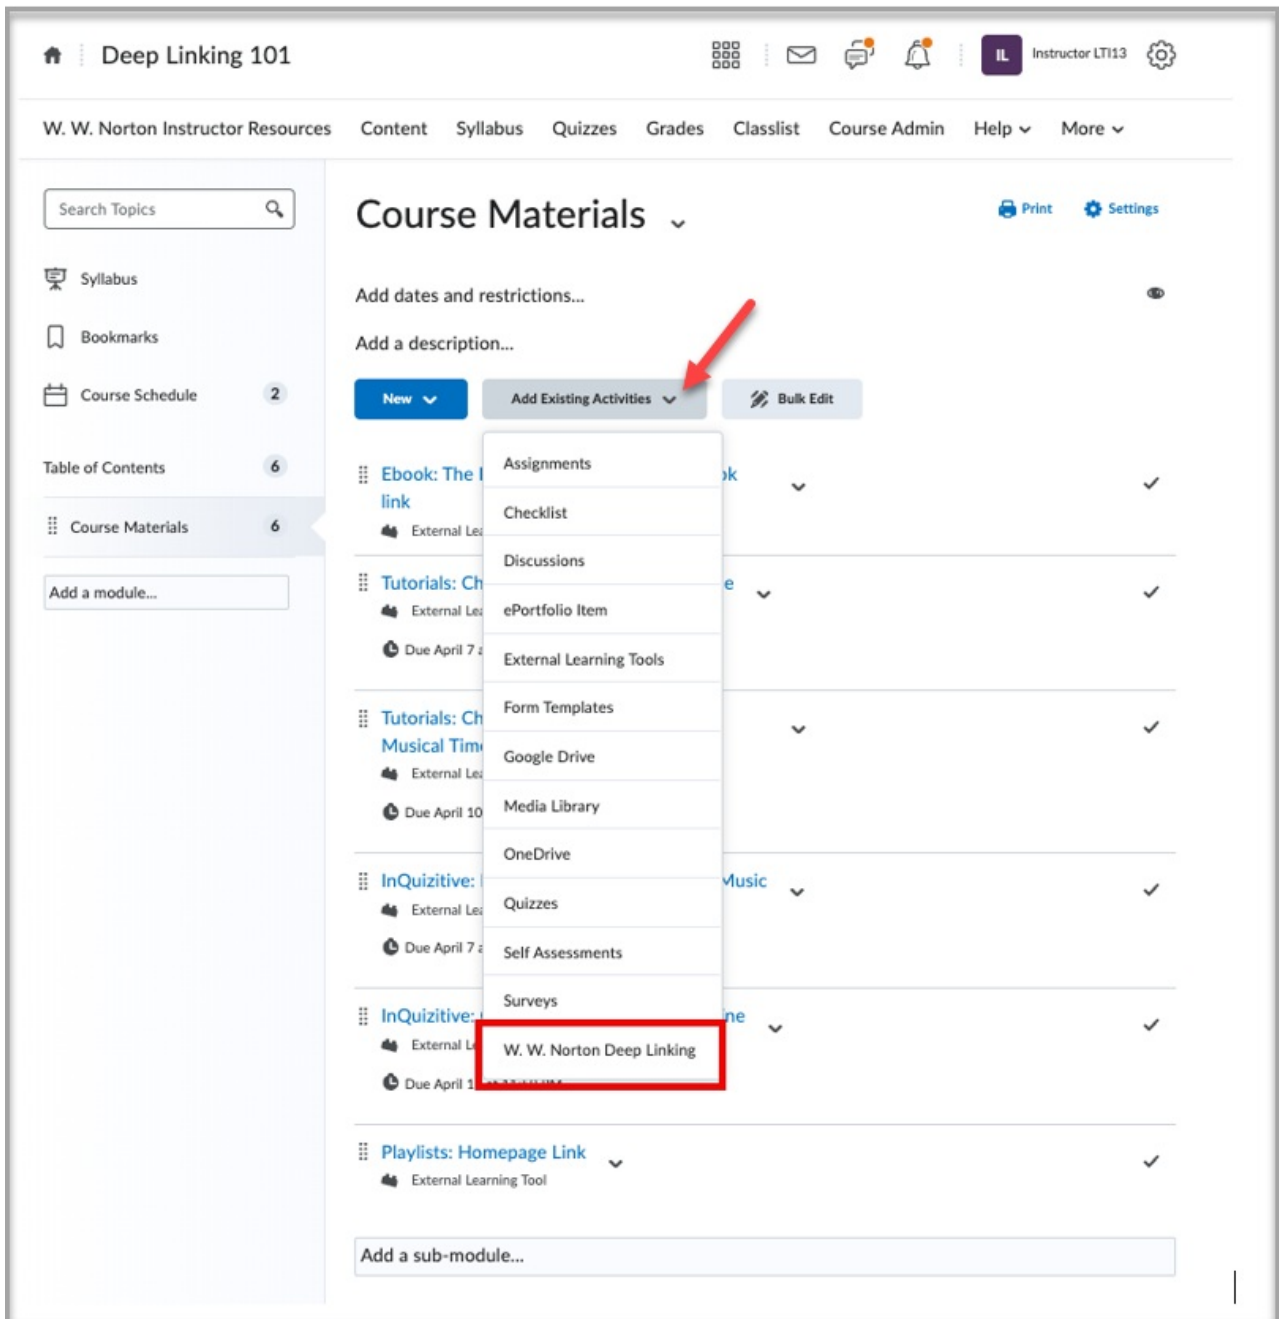 Deep Linking 101
IL
Instructor LTI13
W. W. Norton Instructor Resources Content Syllabus Quizzes Grades Classlist Course Admin Help More
Search Topics
Syllabus
Bookmarks
Course Schedule 2
Table of Contents 6
Course Materials 6
Add a module...
Course Materials
Print Settings
Add dates and restrictions...
Add a description...
New Add Existing Activities Bulk Edit
Assignments
Checklist
Discussions
ePortfolio Item
External Learning Tools
Form Templates
Google Drive
Media Library
OneDrive
Quizzes
Self Assessments
Surveys
W. W. Norton Deep Linking
Ebook: The
link
External
Tutorials:
External
Due April 7
Tutorials:
Musical
External
Due April 10
InQuizitive: Music
External
Due April 7
InQuizitive:
External
Due April
Playlists: Homepage Link
External Learning Tool
Add a sub-module...